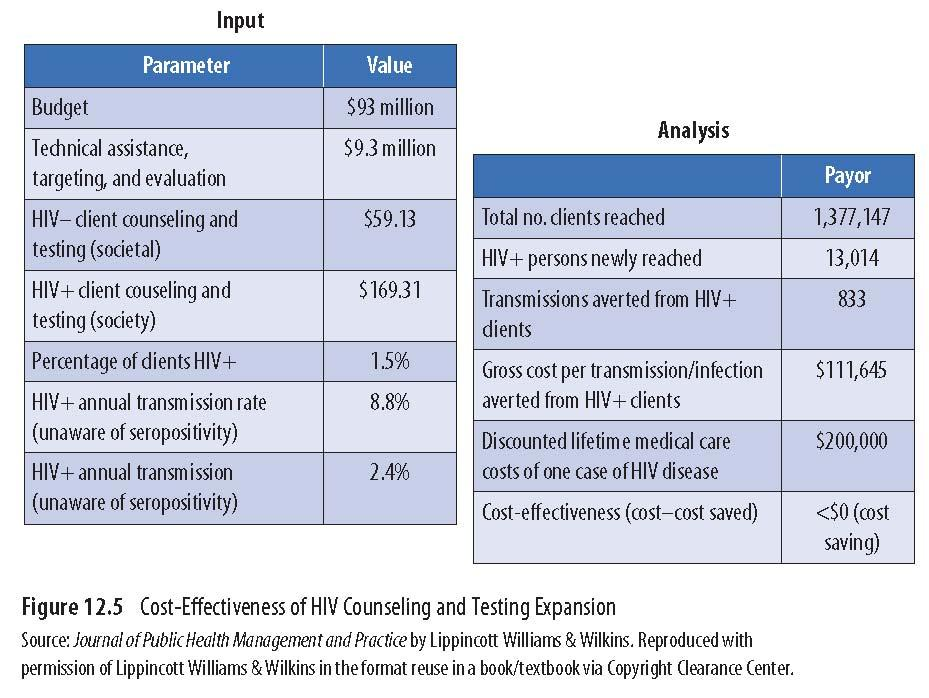 Input
Parameter Value
Budget $93 million
Technical assistance, $9.3 million
targeting, and evaluation
HIV– client counseling and $59.13
testing (societal)
HIV+ client couseling and $169.31
testing (society)
Percentage of clients HIV+ 1.5%
HIV+ annual transmission rate 8.8%
(unaware of seropositivity)
HIV+ annual transmission 2.4%
(unaware of seropositivity)
Analysis
Payor
Total no. clients reached 1,377,147
HIV+ persons newly reached 13,014
Transmissions averted from HIV+ 833
clients
Gross cost per transmission/infection $111,645
averted from HIV+ clients
Discounted lifetime medical care $200,000
costs of one case of HIV disease
Cost-effectiveness (cost–cost saved) <$0 (cost
saving)
Figure 12.5 Cost-Effectiveness of HIV Counseling and Testing Expansion
Source: Journal of Public Health Management and Practice by Lippincott Williams & Wilkins. Reproduced with
permission of Lippincott Williams & Wilkins in the format reuse in a book/textbook via Copyright Clearance Center.